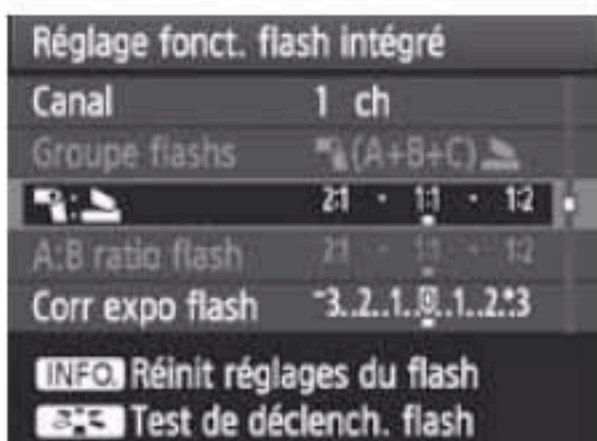 Réglage fonct. flash intégré
Canal 1 ch
Groupe flashs (A+B+C)
: 2:1 · 1:1 · 1:2
A:B ratio flash 2:1 · 1:1 · 1:2
Corr expo flash -3..2..1..0..1..2..+3
INFO. Réinit réglages du flash
Test de déclench. flash